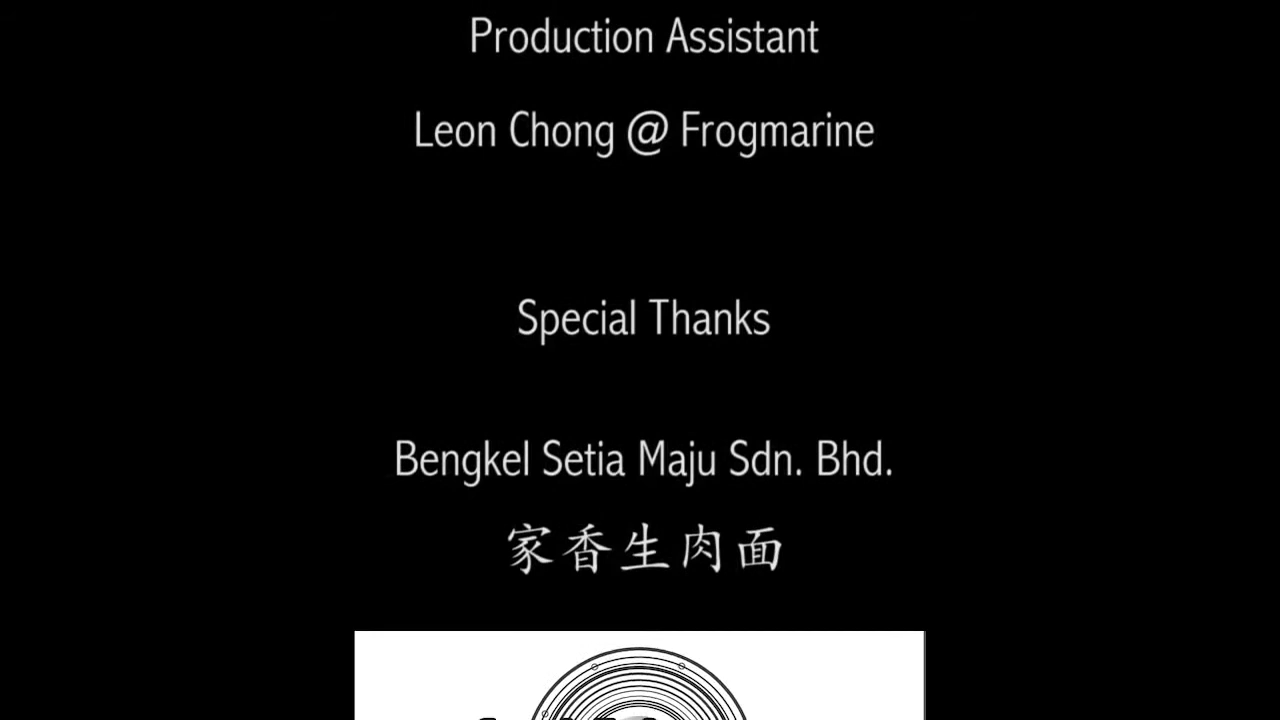 Production Assistant
Leon Chong @ Frogmarine
Special Thanks
Bengkel Setia Maju Sdn. Bhd.
家香生肉面